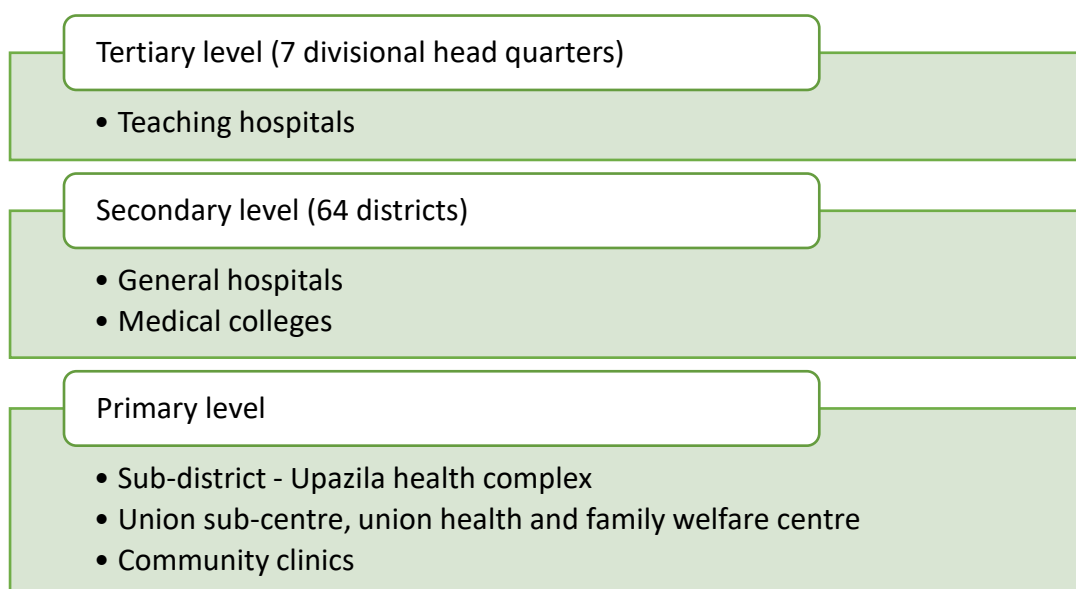 Tertiary level (7 divisional head quarters)
• Teaching hospitals
Secondary level (64 districts)
• General hospitals
• Medical colleges
Primary level
• Sub-district - Upazila health complex
• Union sub-centre, union health and family welfare centre
• Community clinics